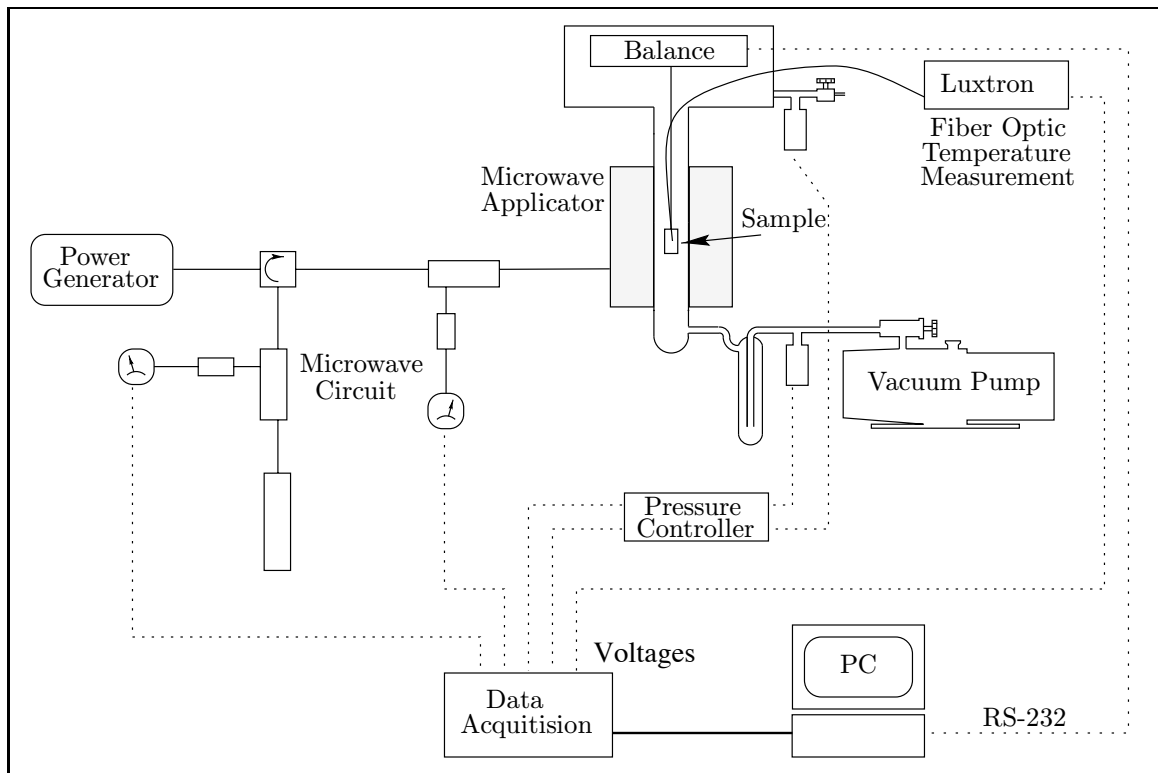 Balance
Luxtron
Fiber Optic
Temperature
Measurement
Microwave
Applicator
Sample
Power
Generator
Microwave
Circuit
Vacuum Pump
Pressure
Controller
Voltages
PC
Data
Acquitision
RS-232